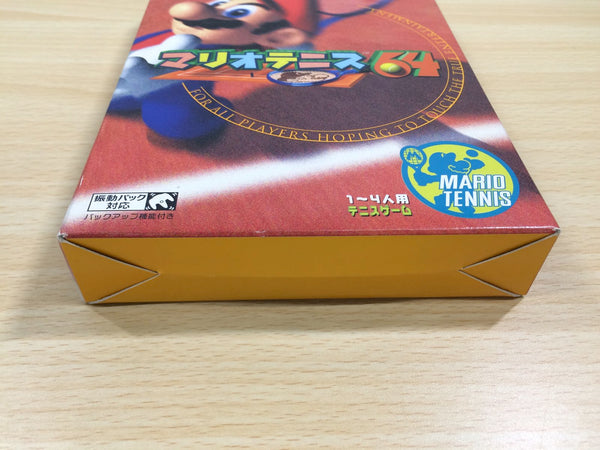 マリオテニス64
FOR ALL PLAYERS HOPING TO TOUCH THE TRUE
振動パック
対応
バックアップ機能付き
1〜4人用
テニスゲーム
MARIO
TENNIS